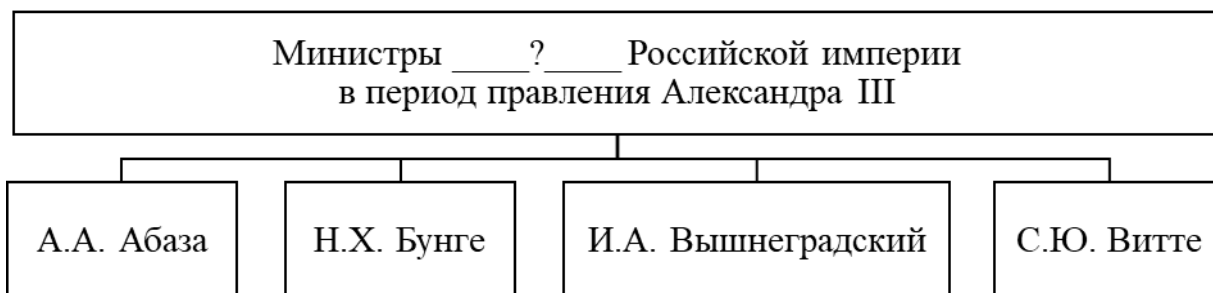 Министры ____?____ Российской империи
в период правления Александра III
А.А. Абаза
Н.Х. Бунге
И.А. Вышнеградский
С.Ю. Витте